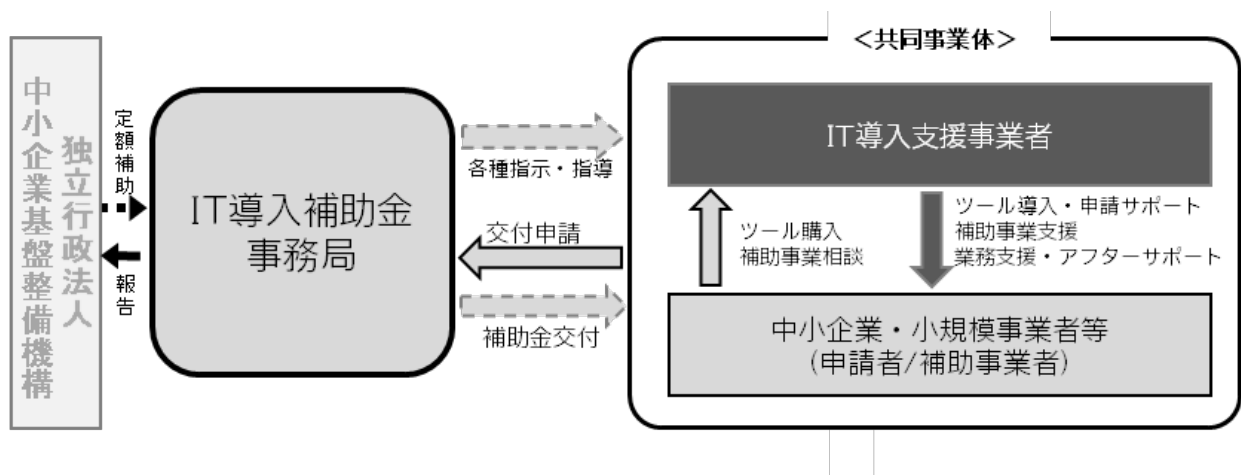 独立行政法人
中小企業基盤整備機構
定額補助
報告
IT導入補助金
事務局
各種指示・指導
交付申請
補助金交付
＜共同事業体＞
IT導入支援事業者
ツール購入
補助事業相談
ツール導入・申請サポート
補助事業支援
業務支援・アフターサポート
中小企業・小規模事業者等
(申請者/補助事業者)